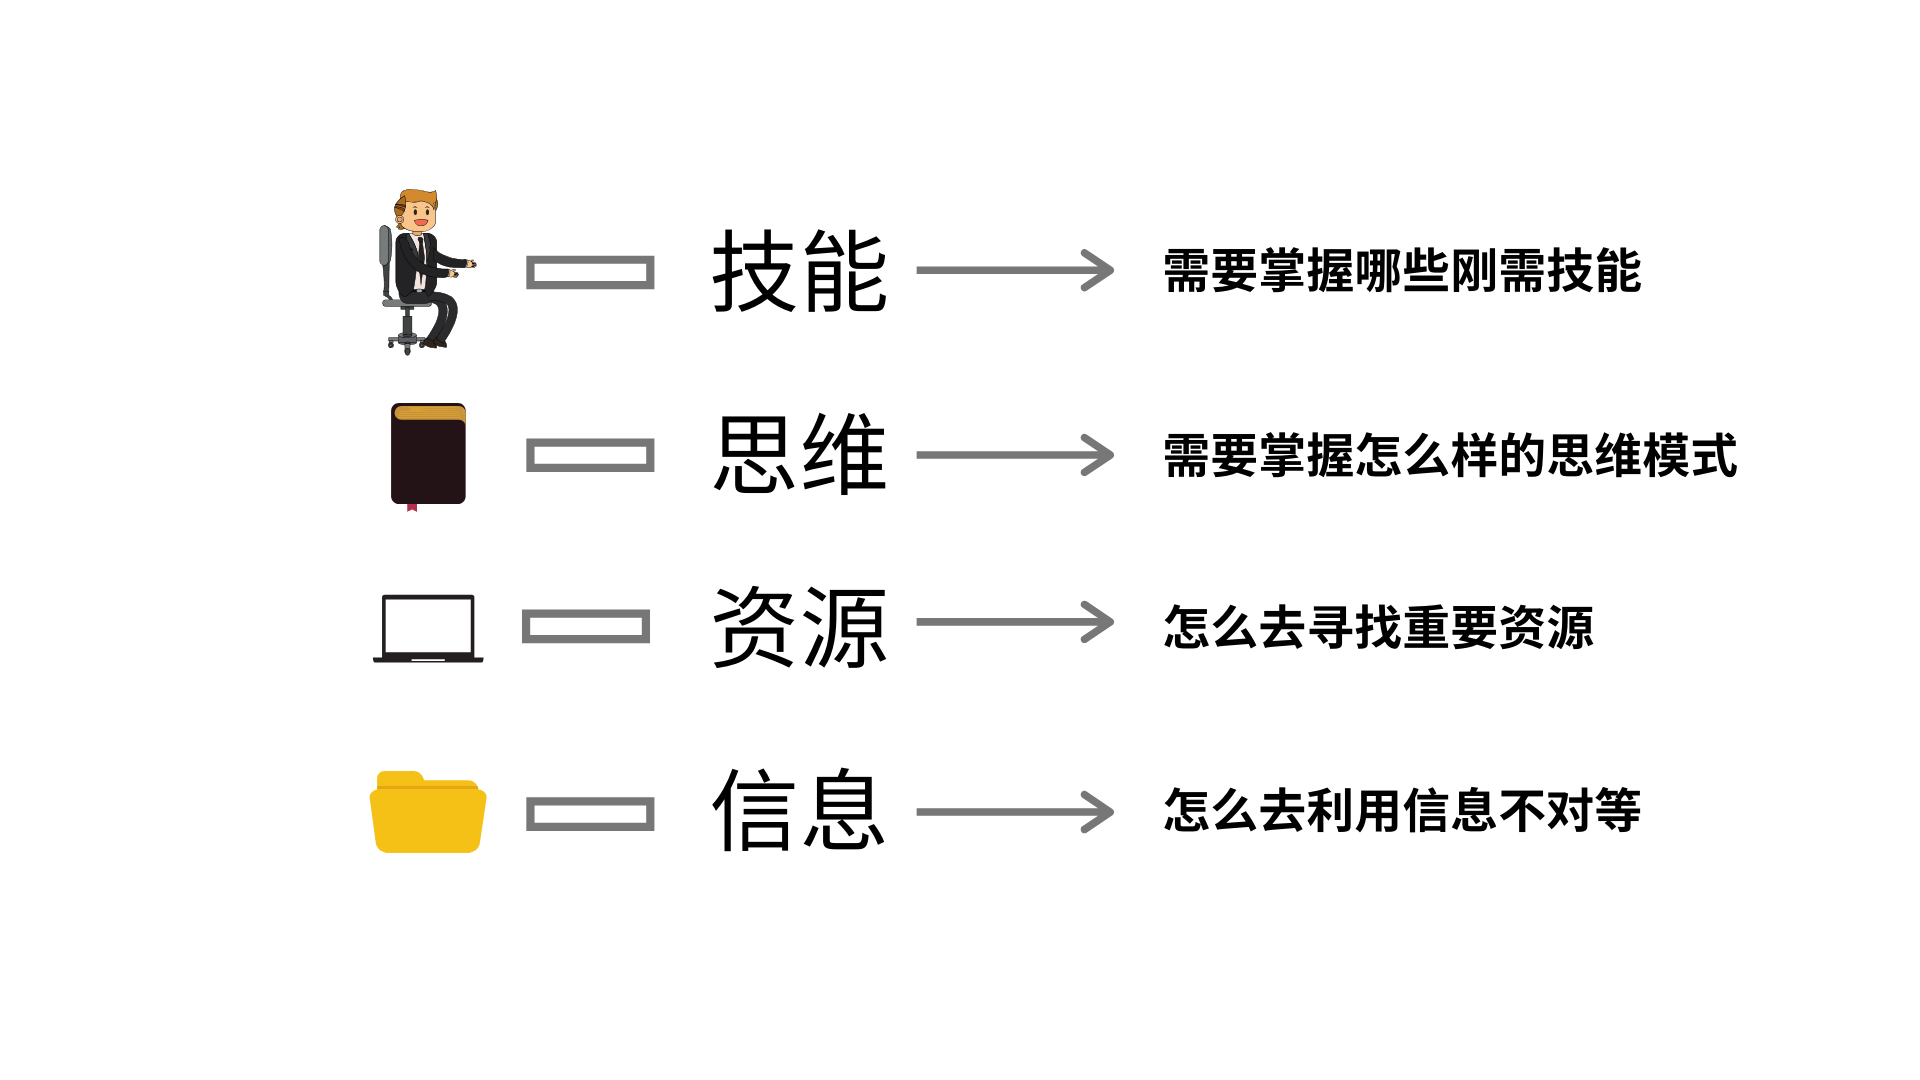 技能 需要掌握哪些刚需技能
思维 需要掌握怎么样的思维模式
资源 怎么去寻找重要资源
信息 怎么去利用信息不对等